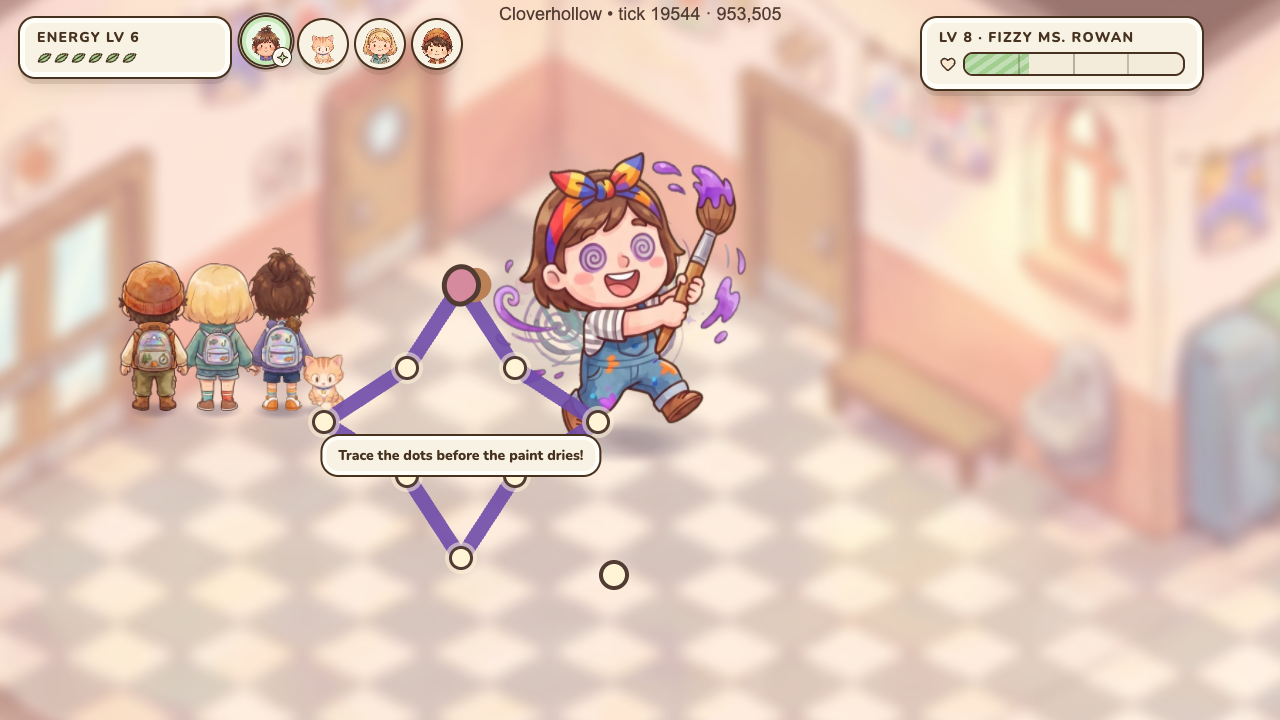 Cloverhollow • tick 19544 · 953,505
ENERGY LV 6
LV 8 · FIZZY MS. ROWAN
Trace the dots before the paint dries!